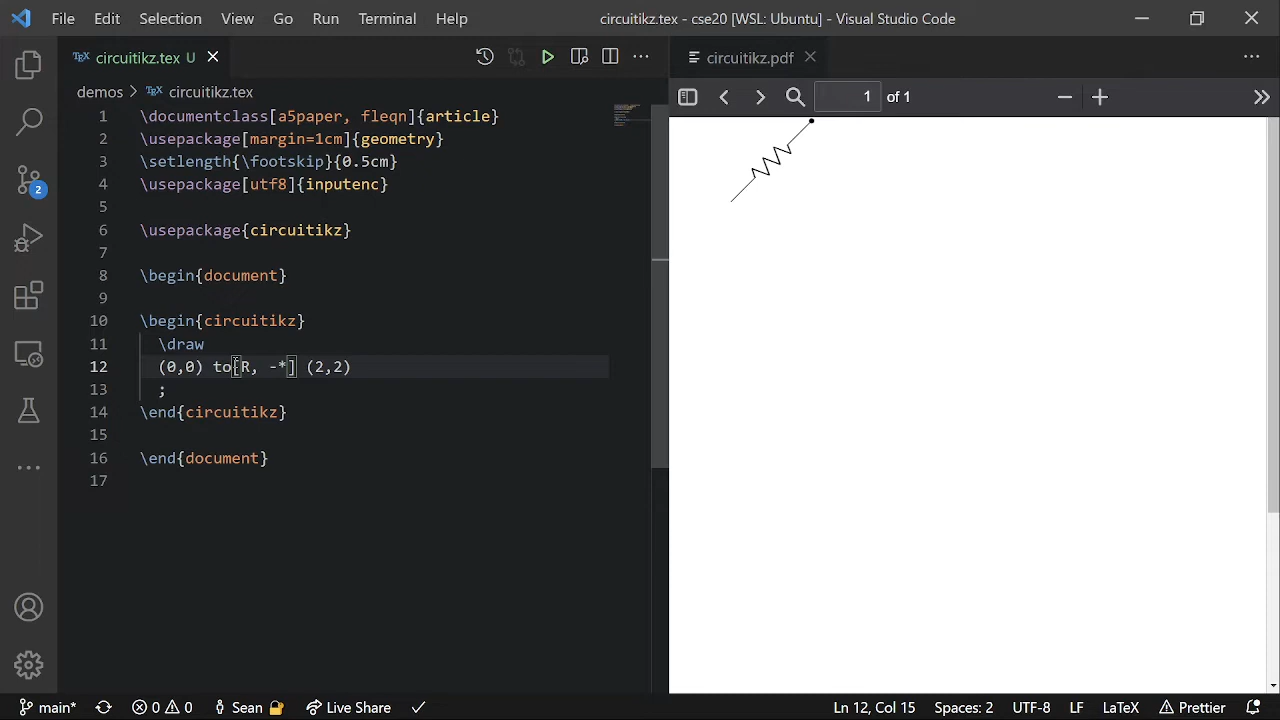 File Edit Selection View Go Run Terminal Help circuitikz.tex - cse20 [WSL: Ubuntu] - Visual Studio Code
TEX circuitikz.tex U
circuitikz.pdf
demos > TEX circuitikz.tex
1 of 1
1 \documentclass[a5paper, fleqn]{article}
2 \usepackage[margin=1cm]{geometry}
3 \setlength{\footskip}{0.5cm}
4 \usepackage[utf8]{inputenc}
5
6 \usepackage{circuitikz}
7
8 \begin{document}
9
10 \begin{circuitikz}
11 \draw
12 (0,0) to[R, -*] (2,2)
13 ;
14 \end{circuitikz}
15
16 \end{document}
17
2
main* 0 0 Sean Live Share Ln 12, Col 15 Spaces: 2 UTF-8 LF LaTeX Prettier